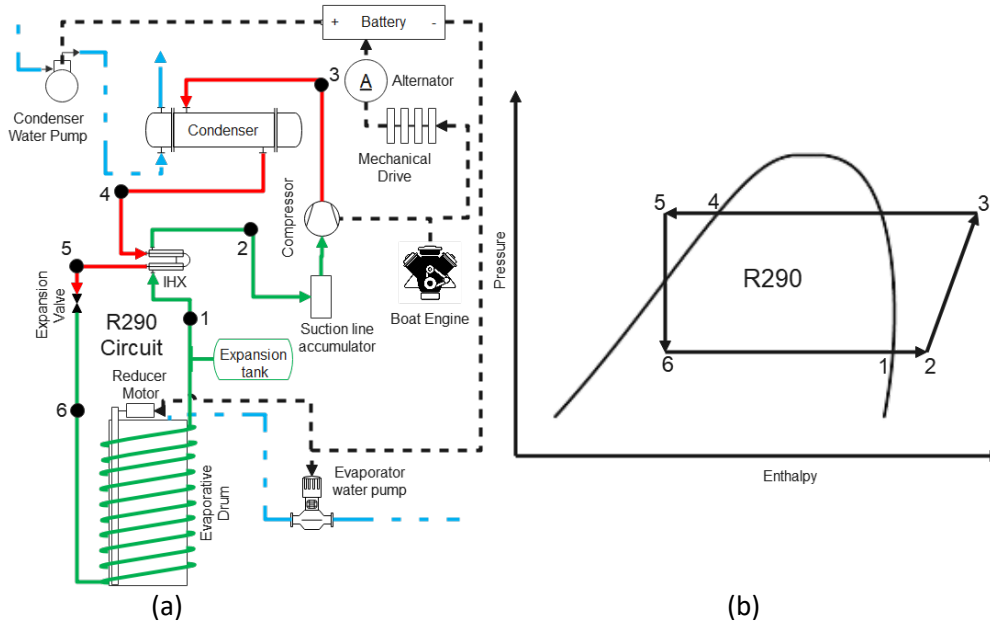 + Battery -
3
A
Alternator
Condenser
Water Pump
Condenser
Mechanical
Drive
4
Compressor
2
5
IHX
Expansion
Valve
Boat Engine
R290
Circuit
1
Suction line
accumulator
Expansion
tank
Reducer
Motor
6
Evaporative
Drum
Evaporator
water pump
(a)
Pressure
5
4
3
R290
6
1
2
Enthalpy
(b)